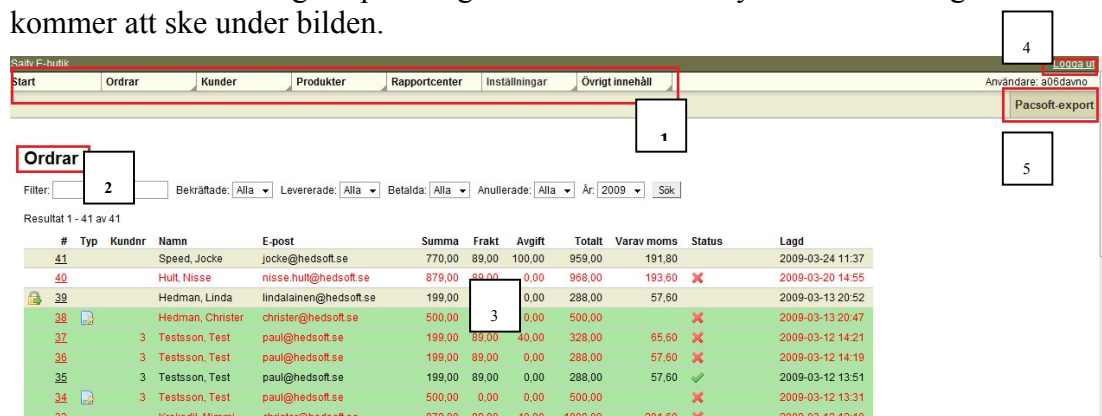 kommer att ske under bilden.
4
Saity E-butik Logga ut
Start Ordrar Kunder Produkter Rapportcenter Inställningar Övrigt innehåll Användare: a06davno
Pacsoft-export
1
5
Ordrar
2
Filter: Bekräftade: Alla Levererade: Alla Betalda: Alla Anullerade: Alla År: 2009 Sök
Resultat 1 - 41 av 41
# Typ Kundnr Namn E-post Summa Frakt Avgift Totalt Varav moms Status Lagd
41 Speed, Jocke jocke@hedsoft.se 770,00 89,00 100,00 959,00 191,80 2009-03-24 11:37
40 Hult, Nisse nisse.hult@hedsoft.se 879,00 89,00 0,00 968,00 193,60 2009-03-20 14:55
39 Hedman, Linda lindalainen@hedsoft.se 199,00 0,00 288,00 57,60 2009-03-13 20:52
3
38 Hedman, Christer christer@hedsoft.se 500,00 0,00 500,00 2009-03-13 20:47
37 3 Testsson, Test paul@hedsoft.se 199,00 89,00 40,00 328,00 65,60 2009-03-12 14:21
36 3 Testsson, Test paul@hedsoft.se 199,00 89,00 0,00 288,00 57,60 2009-03-12 14:19
35 3 Testsson, Test paul@hedsoft.se 199,00 89,00 0,00 288,00 57,60 2009-03-12 13:51
34 3 Testsson, Test paul@hedsoft.se 500,00 0,00 0,00 500,00 2009-03-12 13:31